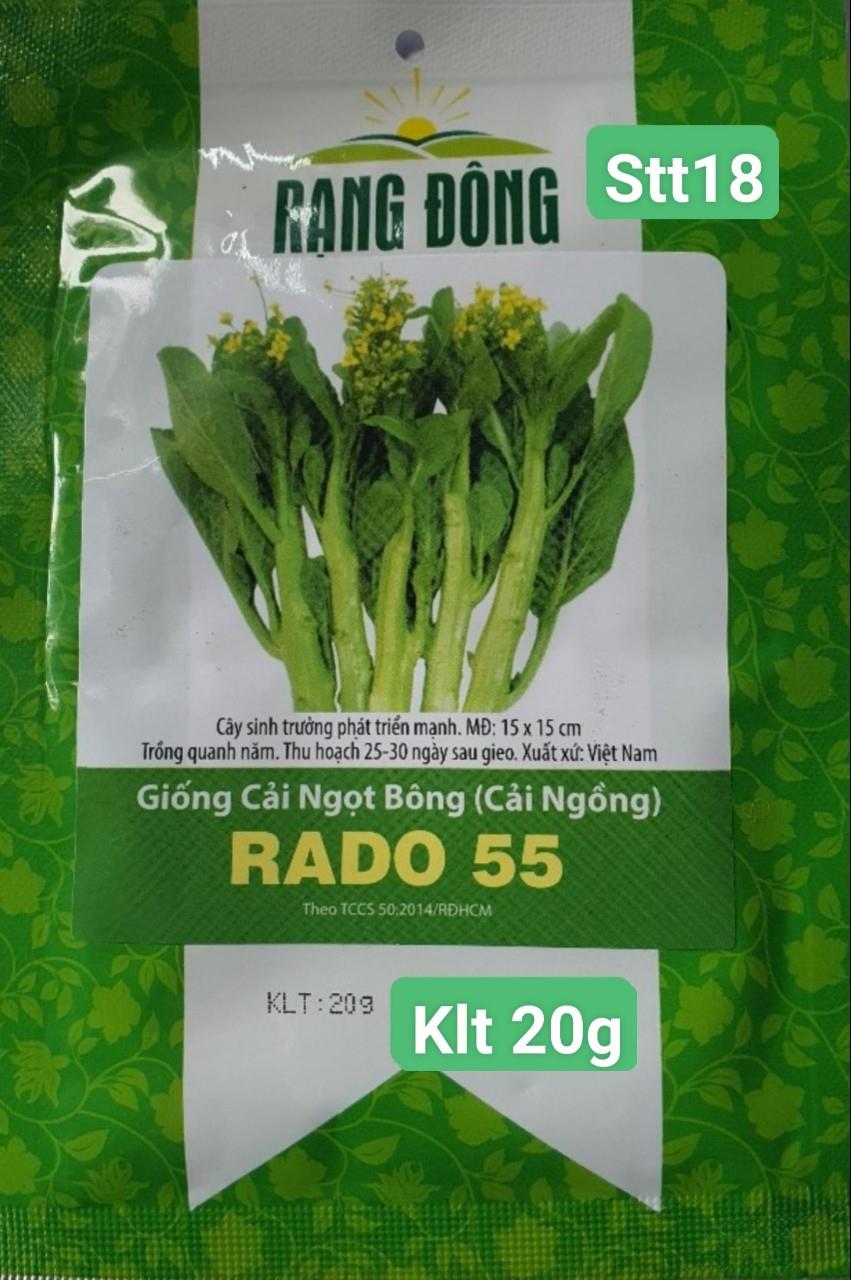 RẠNG ĐÔNG
Stt18
Cây sinh trưởng phát triển mạnh. MĐ: 15 x 15 cm
Trồng quanh năm. Thu hoạch 25-30 ngày sau gieo. Xuất xứ: Việt Nam
Giống Cải Ngọt Bông (Cải Ngồng)
RADO 55
Theo TCCS 50:2014/RĐHCM
KLT:20g
Klt 20g